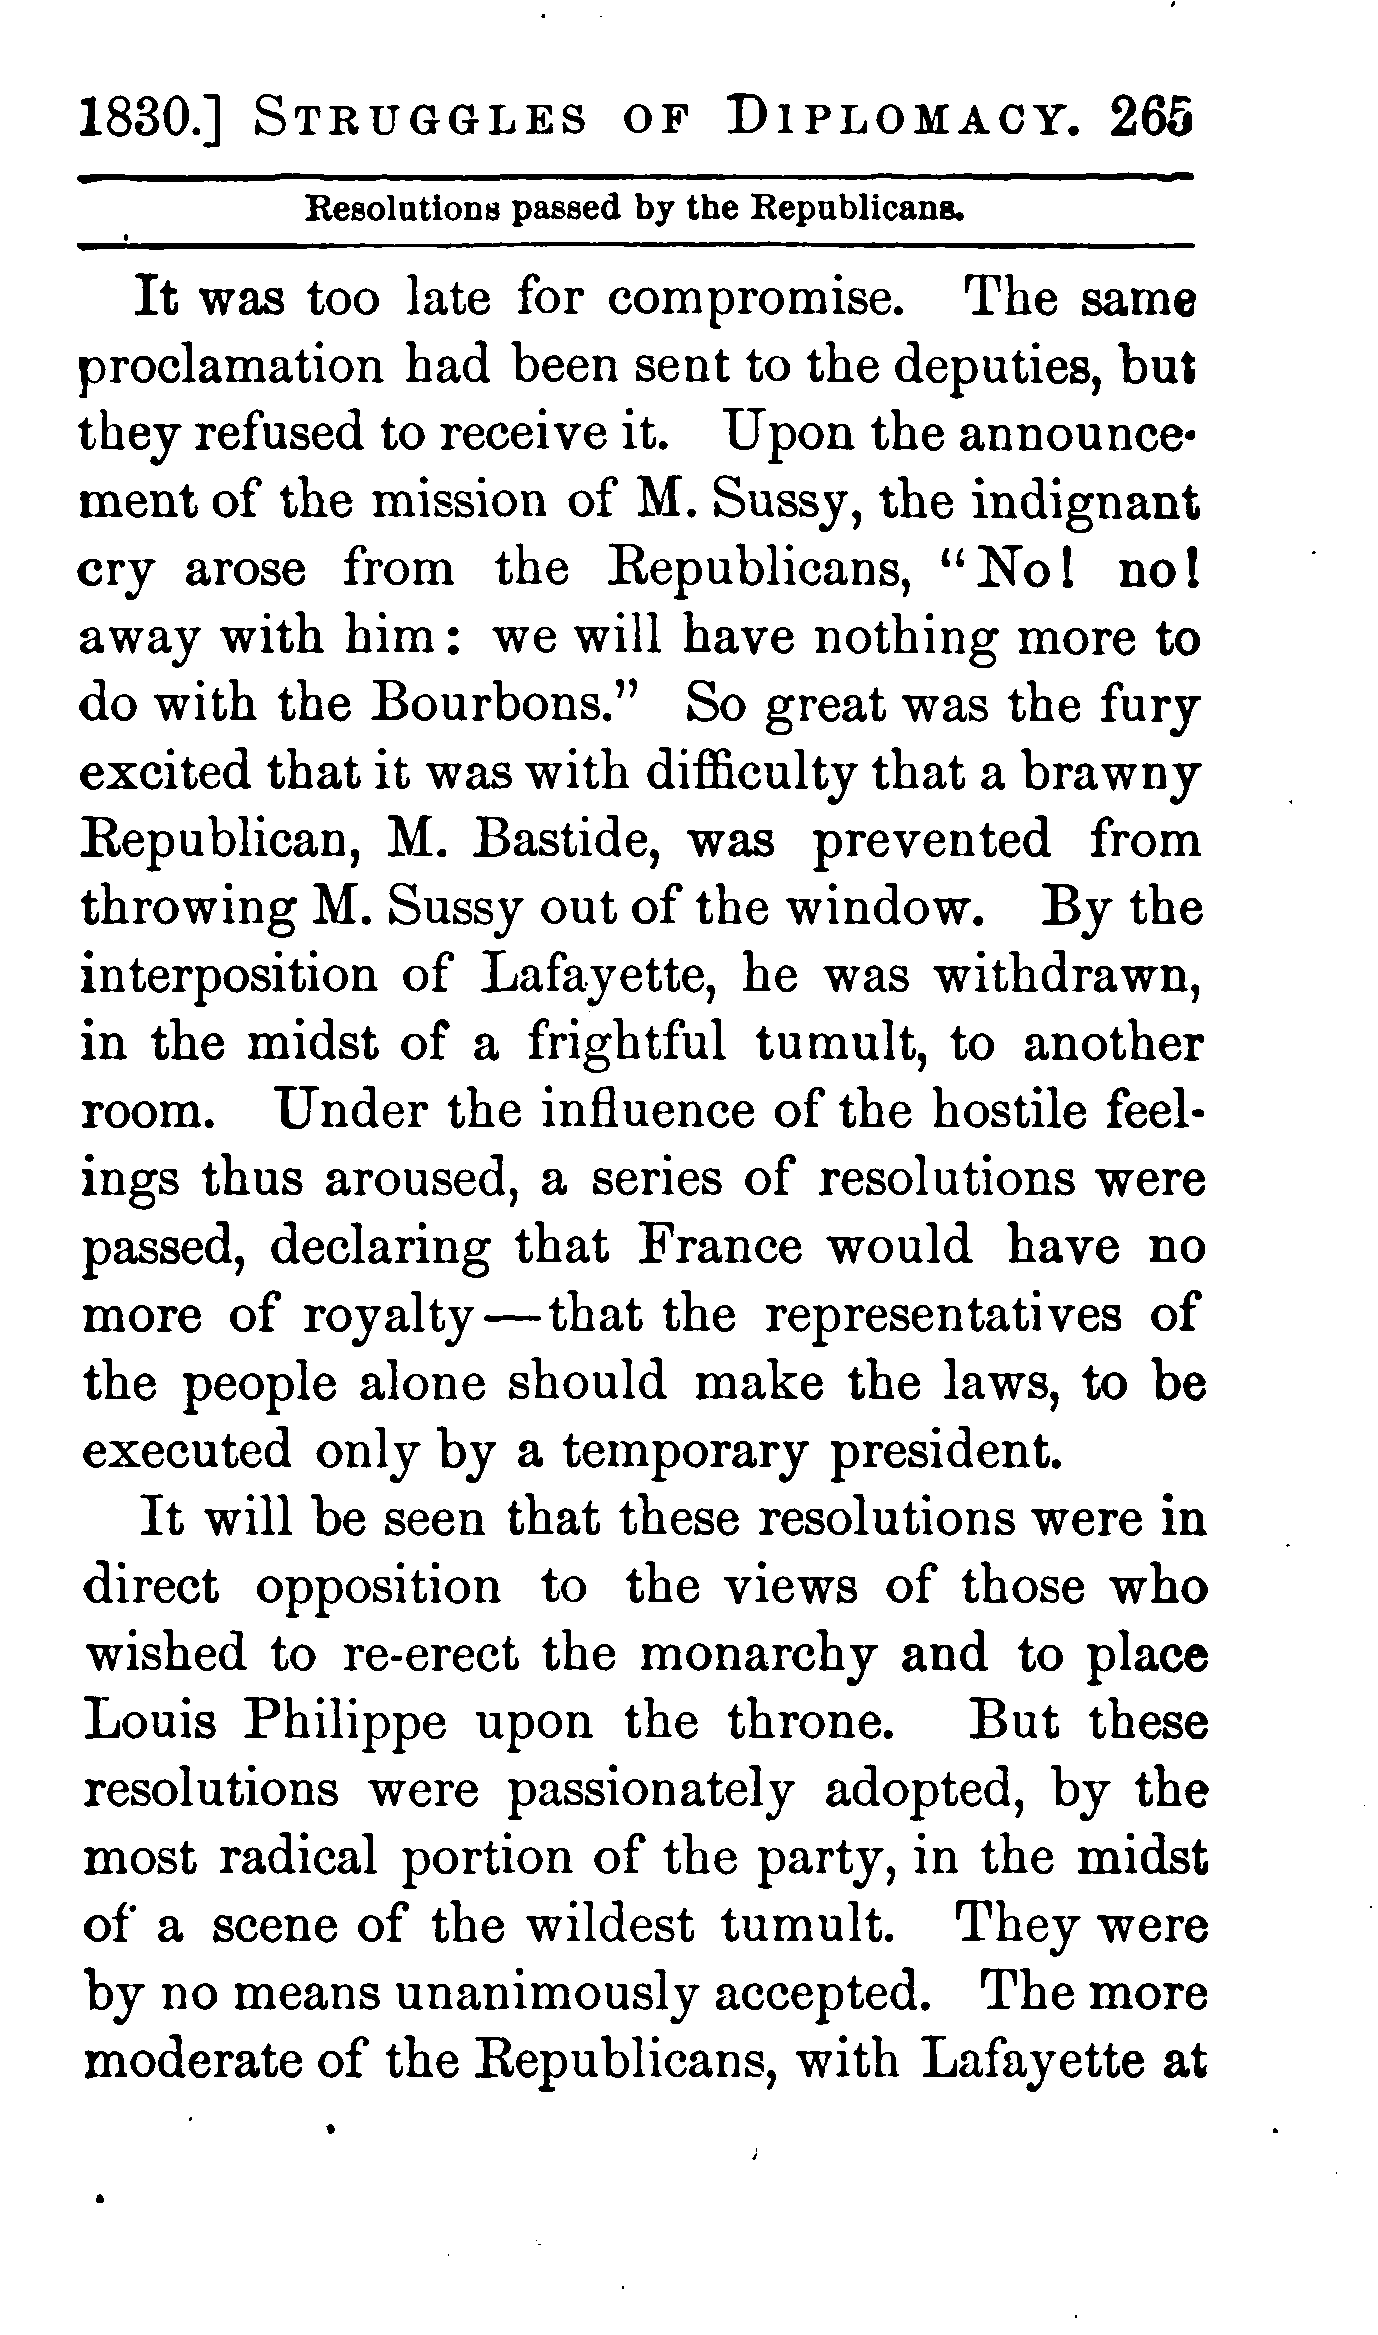 1830.] STRUGGLES OF DIPLOMACY. 265
Resolutions passed by the Republicans.
It was too late for compromise. The same
proclamation had been sent to the deputies, but
they refused to receive it. Upon the announce-
ment of the mission of M. Sussy, the indignant
cry arose from the Republicans, "No! no!
away with him: we will have nothing more to
do with the Bourbons." So great was the fury
excited that it was with difficulty that a brawny
Republican, M. Bastide, was prevented from
throwing M. Sussy out of the window. By the
interposition of Lafayette, he was withdrawn,
in the midst of a frightful tumult, to another
room. Under the influence of the hostile feel-
ings thus aroused, a series of resolutions were
passed, declaring that France would have no
more of royalty—that the representatives of
the people alone should make the laws, to be
executed only by a temporary president.
It will be seen that these resolutions were in
direct opposition to the views of those who
wished to re-erect the monarchy and to place
Louis Philippe upon the throne. But these
resolutions were passionately adopted, by the
most radical portion of the party, in the midst
of a scene of the wildest tumult. They were
by no means unanimously accepted. The more
moderate of the Republicans, with Lafayette at